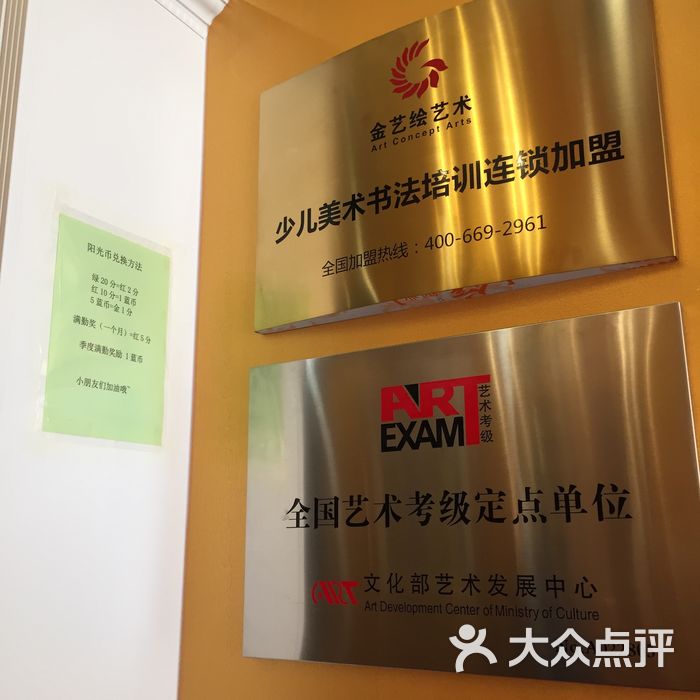 阳光币兑换方法
绿20分=红2分
红10分=1蓝币
5蓝币=金1分
满勤奖（一个月）=红5分
季度满勤奖励 1蓝币
小朋友们加油哦~
金艺绘艺术
Art Concept Arts
少儿美术书法培训连锁加盟
全国加盟热线：400-669-2961
ART
EXAM
艺术考级
全国艺术考级定点单位
ART 文化部艺术发展中心
Art Development Center of Ministry of Culture
大众点评